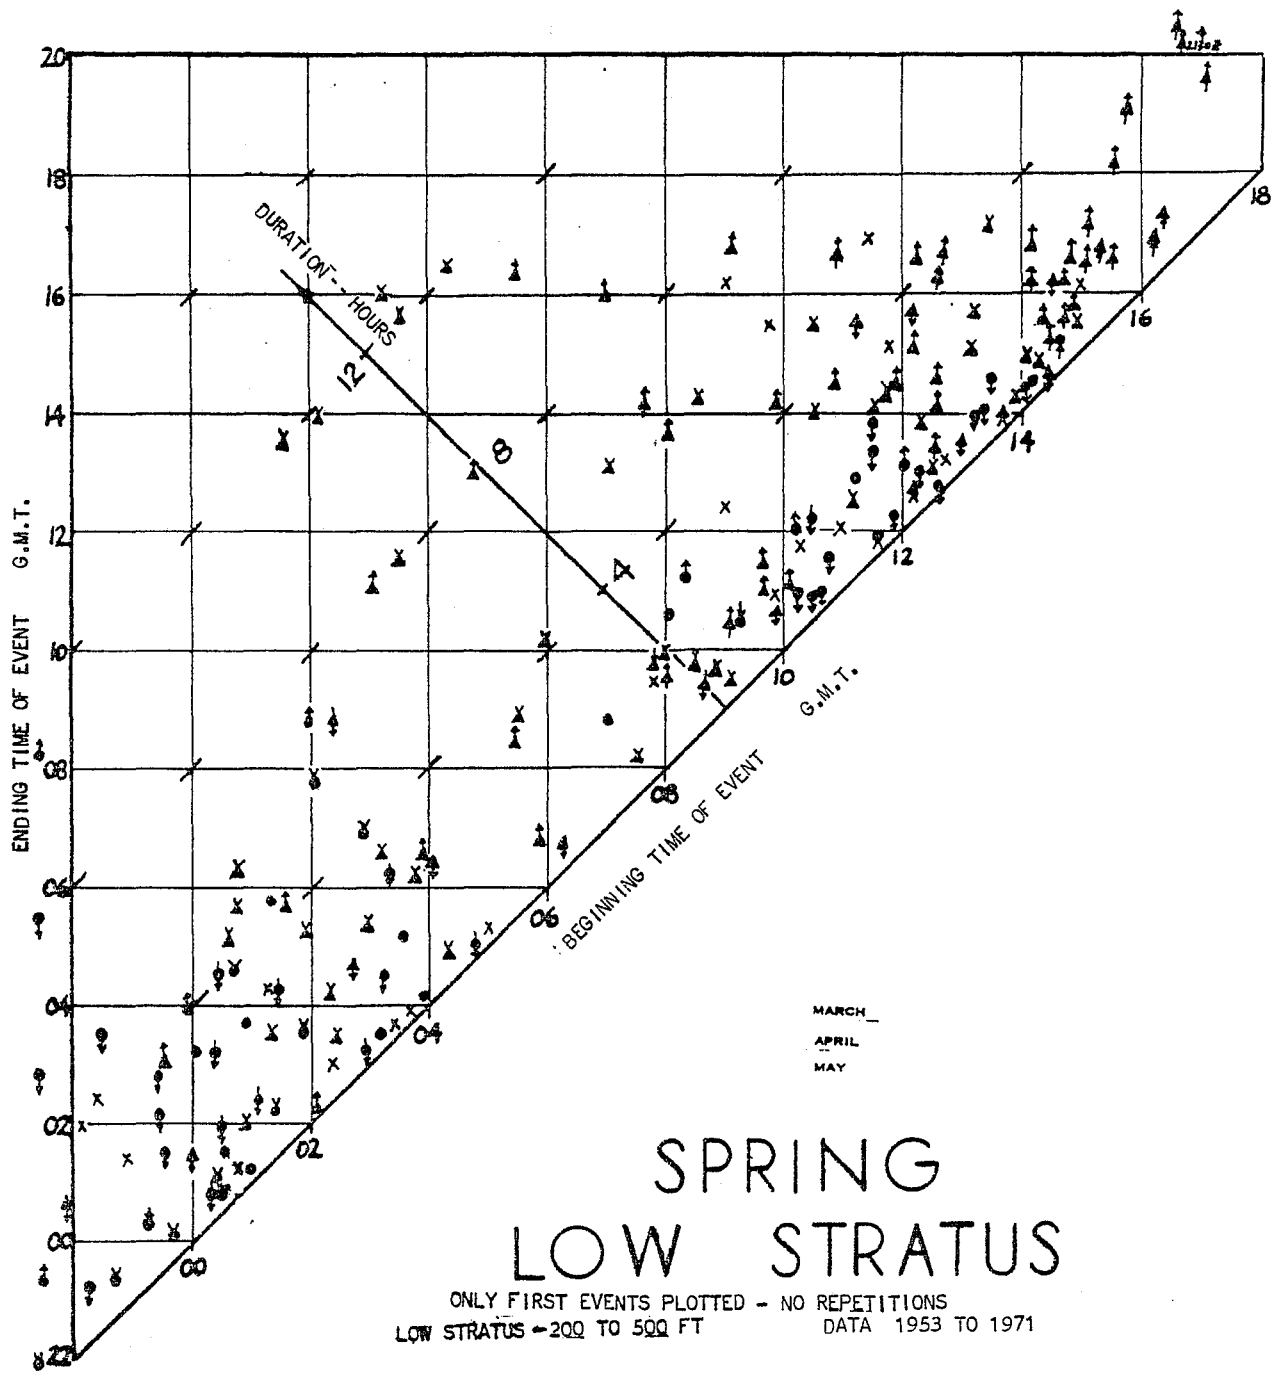 20
18
16
14
12
10
08
06
04
02
00
22
ENDING TIME OF EVENT G.M.T.
DURATION -- HOURS
12
8
4
00
02
04
06
08
10
12
14
16
18
BEGINNING TIME OF EVENT G.M.T.
MARCH
APRIL
MAY
SPRING
LOW STRATUS
ONLY FIRST EVENTS PLOTTED - NO REPETITIONS
LOW STRATUS - 200 TO 500 FT DATA 1953 TO 1971